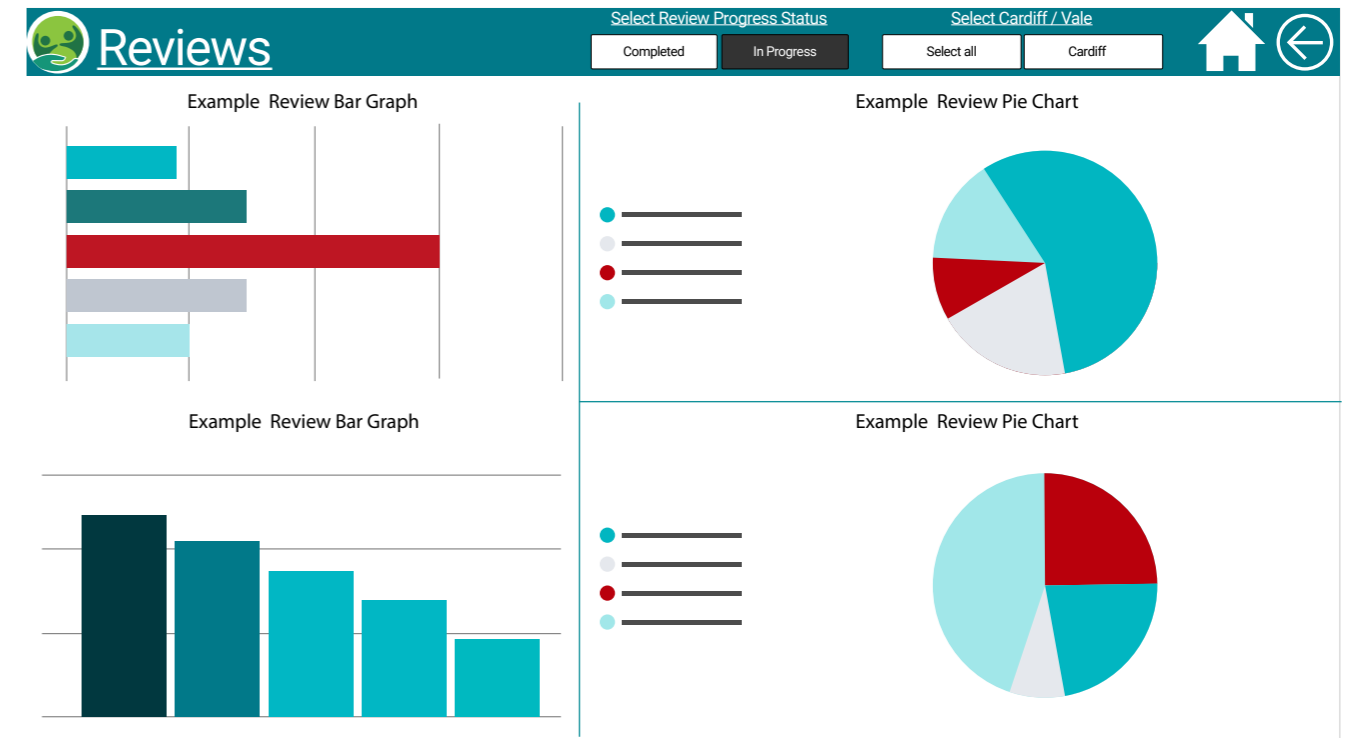 Reviews
Select Review Progress Status
Completed
In Progress
Select Cardiff / Vale
Select all
Cardiff
Example Review Bar Graph
Example Review Pie Chart
Example Review Bar Graph
Example Review Pie Chart